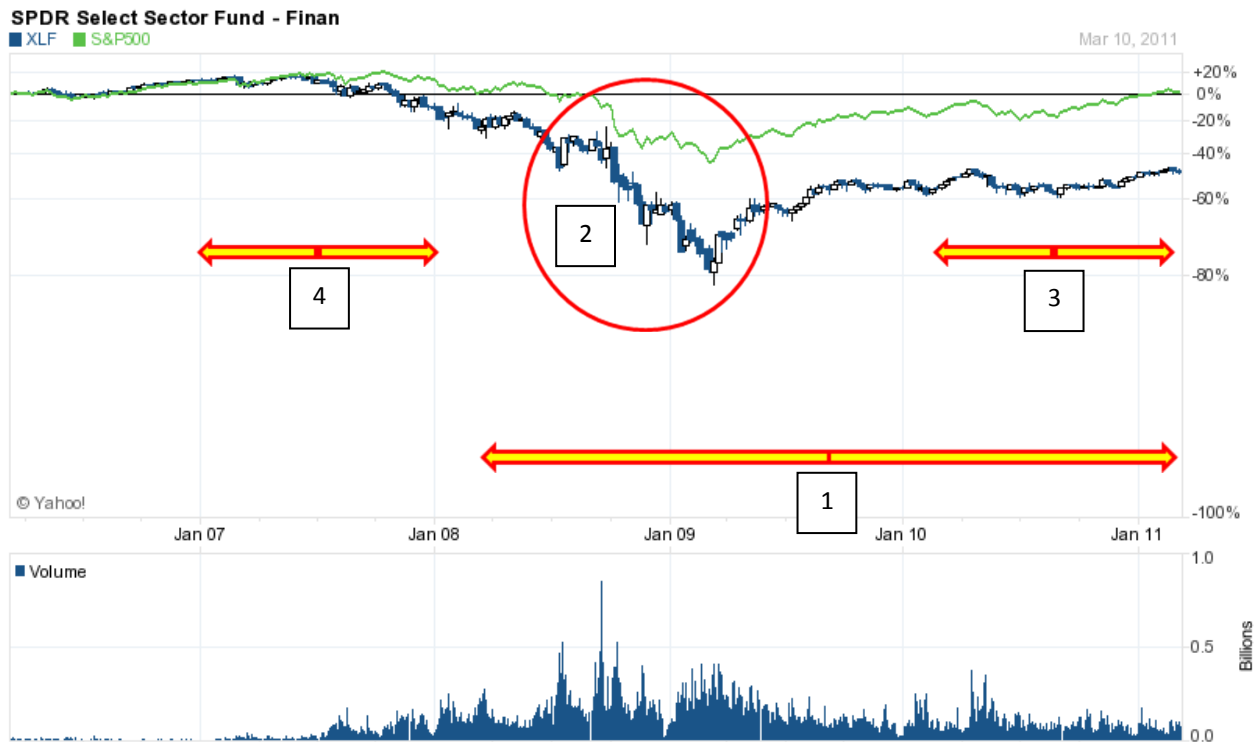 SPDR Select Sector Fund - Finan
XLF S&P500
Mar 10, 2011
+20%
0%
-20%
-40%
-60%
-80%
-100%
2
4
3
1
© Yahoo!
Jan 07 Jan 08 Jan 09 Jan 10 Jan 11
Volume
1.0
0.5
0.0
Billions